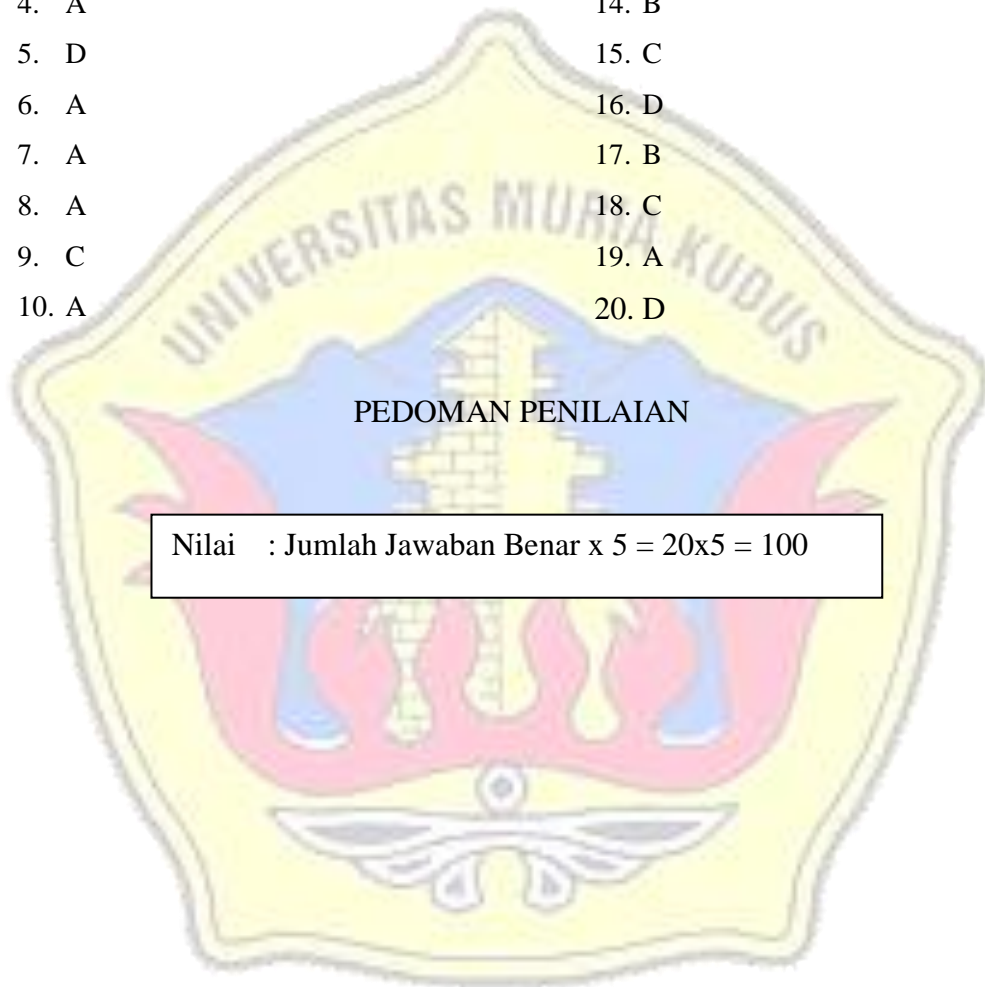 4. A
5. D
6. A
7. A
8. A
9. C
10. A
14. B
15. C
16. D
17. B
18. C
19. A
20. D
UNIVERSITAS MURIA KUDUS
PEDOMAN PENILAIAN
Nilai : Jumlah Jawaban Benar x 5 = 20x5 = 100